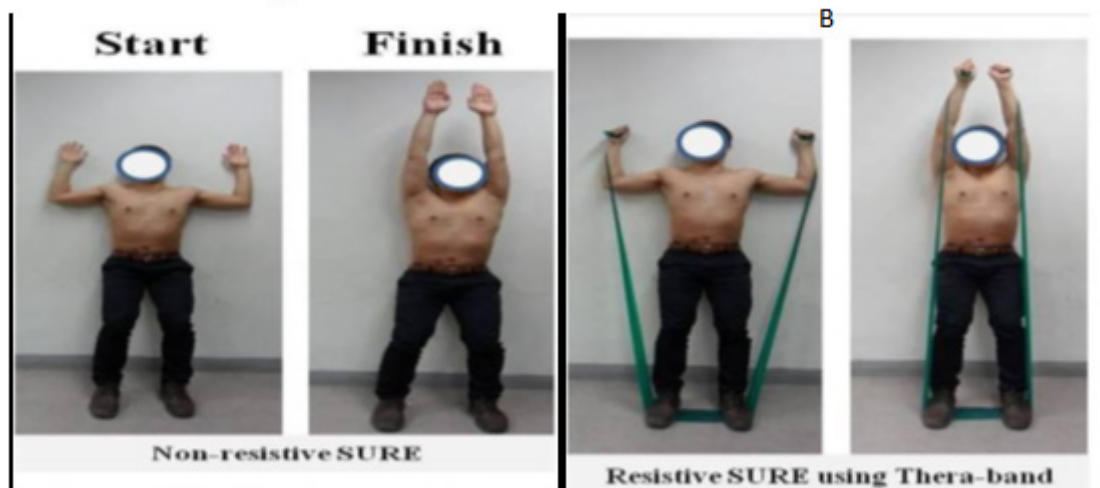 Start
Finish
Non-resistive SURE
B
Resistive SURE using Thera-band